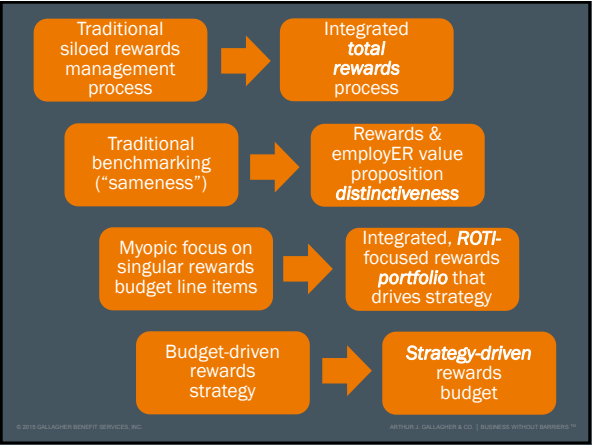 Traditional
siloed rewards
management
process
Integrated
total
rewards
process
Traditional
benchmarking
(“sameness”)
Rewards &
employER value
proposition
distinctiveness
Myopic focus on
singular rewards
budget line items
Integrated, ROTI-
focused rewards
portfolio that
drives strategy
Budget-driven
rewards
strategy
Strategy-driven
rewards
budget
© 2015 GALLAGHER BENEFIT SERVICES, INC.
ARTHUR J. GALLAGHER & CO. | BUSINESS WITHOUT BARRIERS ™